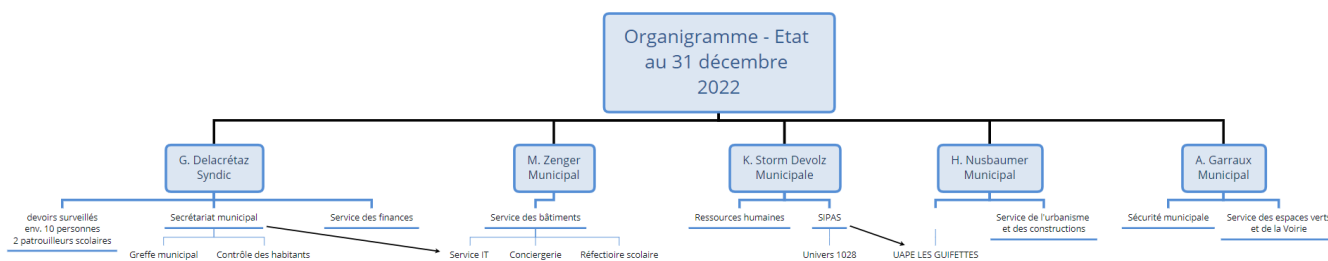 Organigramme - Etat
au 31 décembre
2022
G. Delacrétaz
Syndic
M. Zenger
Municipal
K. Storm Devolz
Municipale
H. Nusbaumer
Municipal
A. Garraux
Municipal
devoirs surveillés
env. 10 personnes
2 patrouilleurs scolaires
Secrétariat municipal
Service des finances
Service des bâtiments
Ressources humaines
SIPAS
Service de l'urbanisme
et des constructions
Sécurité municipale
Service des espaces verts
et de la Voirie
Greffe municipal
Contrôle des habitants
Service IT
Conciergerie
Réfectioire scolaire
Univers 1028
UAPE LES GUIFETTES